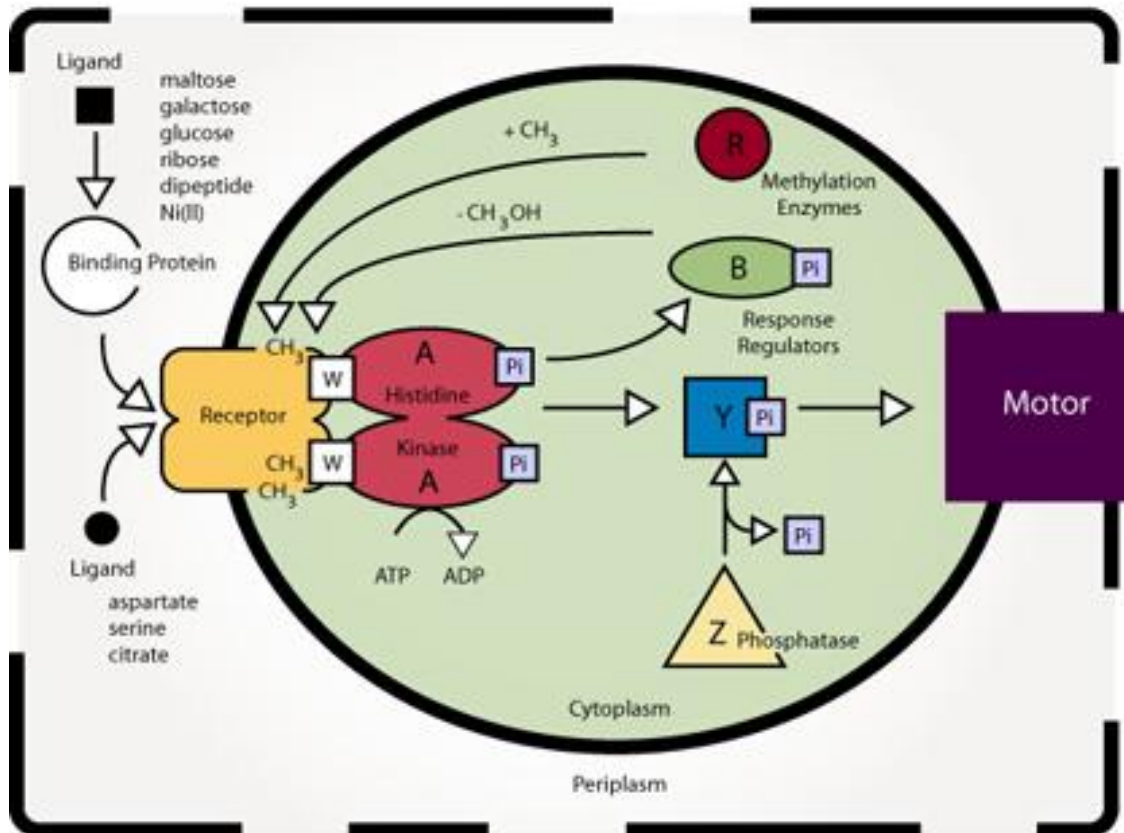 Ligand
maltose
galactose
glucose
ribose
dipeptide
Ni(II)
Binding Protein
+ CH3
- CH3OH
R
Methylation
Enzymes
B
Pi
Response
Regulators
CH3
W
A
Pi
Histidine
Receptor
Kinase
CH3
CH3
W
A
Pi
Y
Pi
Motor
ATP
ADP
Pi
Z
Phosphatase
Ligand
aspartate
serine
citrate
Cytoplasm
Periplasm